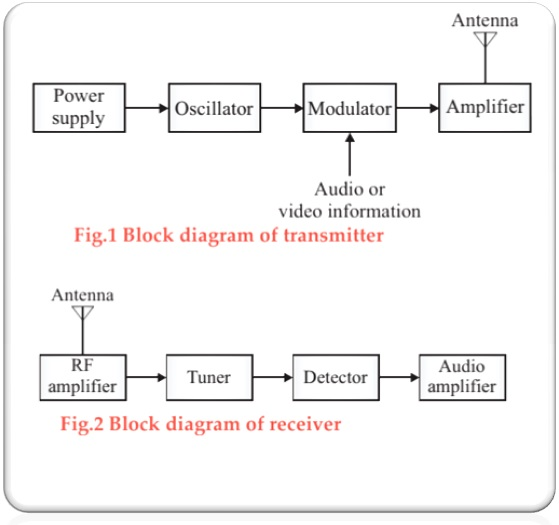 Antenna
Power
supply
Oscillator
Modulator
Amplifier
Audio or
video information
Fig.1 Block diagram of transmitter
Antenna
RF
amplifier
Tuner
Detector
Audio
amplifier
Fig.2 Block diagram of receiver